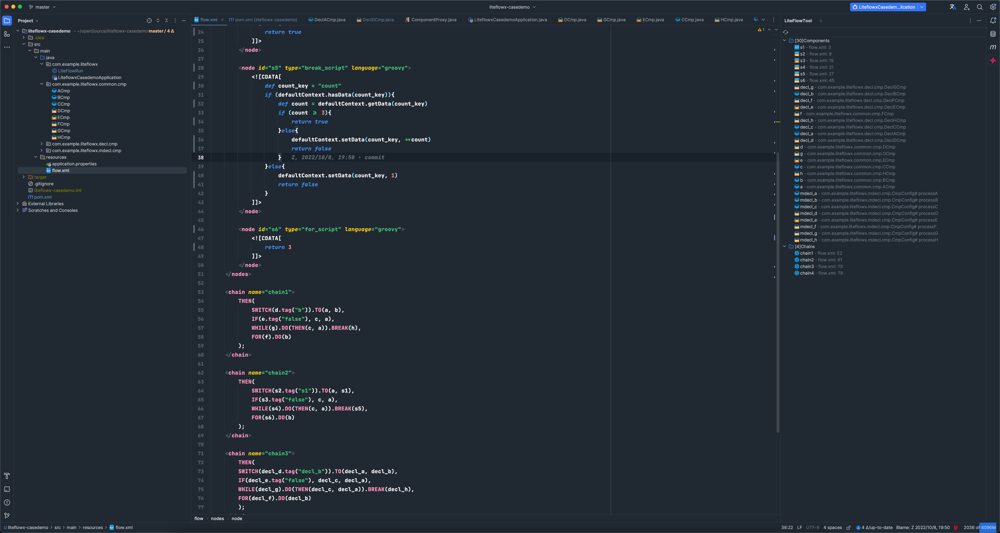 master
liteflowx-casedemo
LiteflowxCasedem...lication
Project
liteflowx-casedemo - ~/openSource/liteflowx-casedemo master / 4 Δ
.idea
src
main
java
com.example.liteflowx
LiteFlowRun
LiteflowxCasedemoApplication
com.example.liteflowx.common.cmp
ACmp
BCmp
CCmp
DCmp
ECmp
FCmp
GCmp
HCmp
com.example.liteflowx.decl.cmp
com.example.liteflowx.mdecl.cmp
resources
application.properties
flow.xml
target
.gitignore
liteflowx-casedemo.iml
pom.xml
External Libraries
Scratches and Consoles
flow.xml
pom.xml (liteflowx-casedemo)
DeclACmp.java
DeclDCmp.java
ComponentProxy.java
LiteflowxCasedemoApplication.java
DCmp.java
GCmp.java
ECmp.java
CCmp.java
HCmp.java
1
24 return true
25 ]]>
26 </node>
27
28 <node id="s5" type="break_script" language="groovy">
29 <![CDATA[
30 def count_key = "count"
31 if (defaultContext.hasData(count_key)){
32 def count = defaultContext.getData(count_key)
33 if (count ≥ 3){
34 return true
35 }else{
36 defaultContext.setData(count_key, ++count)
37 return false
38 } Z, 2022/10/8, 19:50 • commit
39 }else{
40 defaultContext.setData(count_key, 1)
41 return false
42 }
43 ]]>
44 </node>
45
46 <node id="s6" type="for_script" language="groovy">
47 <![CDATA[
48 return 3
49 ]]>
50 </node>
51 </nodes>
52
53 <chain name="chain1">
54 THEN(
55 SWITCH(d.tag("b")).TO(a, b),
56 IF(e.tag("false"), c, a),
57 WHILE(g).DO(THEN(c, a)).BREAK(h),
58 FOR(f).DO(b)
59 );
60 </chain>
61
62 <chain name="chain2">
63 THEN(
64 SWITCH(s2.tag("s1")).TO(a, s1),
65 IF(s3.tag("false"), c, a),
66 WHILE(s4).DO(THEN(c, a)).BREAK(s5),
67 FOR(s6).DO(b)
68 );
69 </chain>
70
71 <chain name="chain3">
72 THEN(
73 SWITCH(decl_d.tag("decl_b")).TO(decl_a, decl_b),
74 IF(decl_e.tag("false"), decl_c, decl_a),
75 WHILE(decl_g).DO(THEN(decl_c, decl_a)).BREAK(decl_h),
76 FOR(decl_f).DO(decl_b)
77 );
flow > nodes > node
LiteFlowTool
[30]Components
s1 - flow.xml: 3
s2 - flow.xml: 9
s3 - flow.xml: 15
s4 - flow.xml: 21
s5 - flow.xml: 27
s6 - flow.xml: 45
decl_g - com.example.liteflowx.decl.cmp.DeclGCmp
decl_b - com.example.liteflowx.decl.cmp.DeclBCmp
decl_f - com.example.liteflowx.decl.cmp.DeclFCmp
decl_e - com.example.liteflowx.decl.cmp.DeclECmp
f - com.example.liteflowx.common.cmp.FCmp
decl_h - com.example.liteflowx.decl.cmp.DeclHCmp
decl_c - com.example.liteflowx.decl.cmp.DeclCCmp
decl_a - com.example.liteflowx.decl.cmp.DeclACmp
decl_d - com.example.liteflowx.decl.cmp.DeclDCmp
d - com.example.liteflowx.common.cmp.DCmp
g - com.example.liteflowx.common.cmp.GCmp
e - com.example.liteflowx.common.cmp.ECmp
c - com.example.liteflowx.common.cmp.CCmp
h - com.example.liteflowx.common.cmp.HCmp
b - com.example.liteflowx.common.cmp.BCmp
a - com.example.liteflowx.common.cmp.ACmp
mdecl_a - com.example.liteflowx.mdecl.cmp.CmpConfig# processA
mdecl_b - com.example.liteflowx.mdecl.cmp.CmpConfig# processB
mdecl_c - com.example.liteflowx.mdecl.cmp.CmpConfig# processC
mdecl_d - com.example.liteflowx.mdecl.cmp.CmpConfig# processD
mdecl_e - com.example.liteflowx.mdecl.cmp.CmpConfig# processE
mdecl_f - com.example.liteflowx.mdecl.cmp.CmpConfig# processF
mdecl_g - com.example.liteflowx.mdecl.cmp.CmpConfig# processG
mdecl_h - com.example.liteflowx.mdecl.cmp.CmpConfig# processH
[4]Chains
chain1 - flow.xml: 52
chain2 - flow.xml: 61
chain3 - flow.xml: 70
chain4 - flow.xml: 79
liteflowx-casedemo > src > main > resources > flow.xml
38:22 LF UTF-8 4 spaces 4 Δ/up-to-date Blame: Z 2022/10/8, 19:50 2036 of 4096M